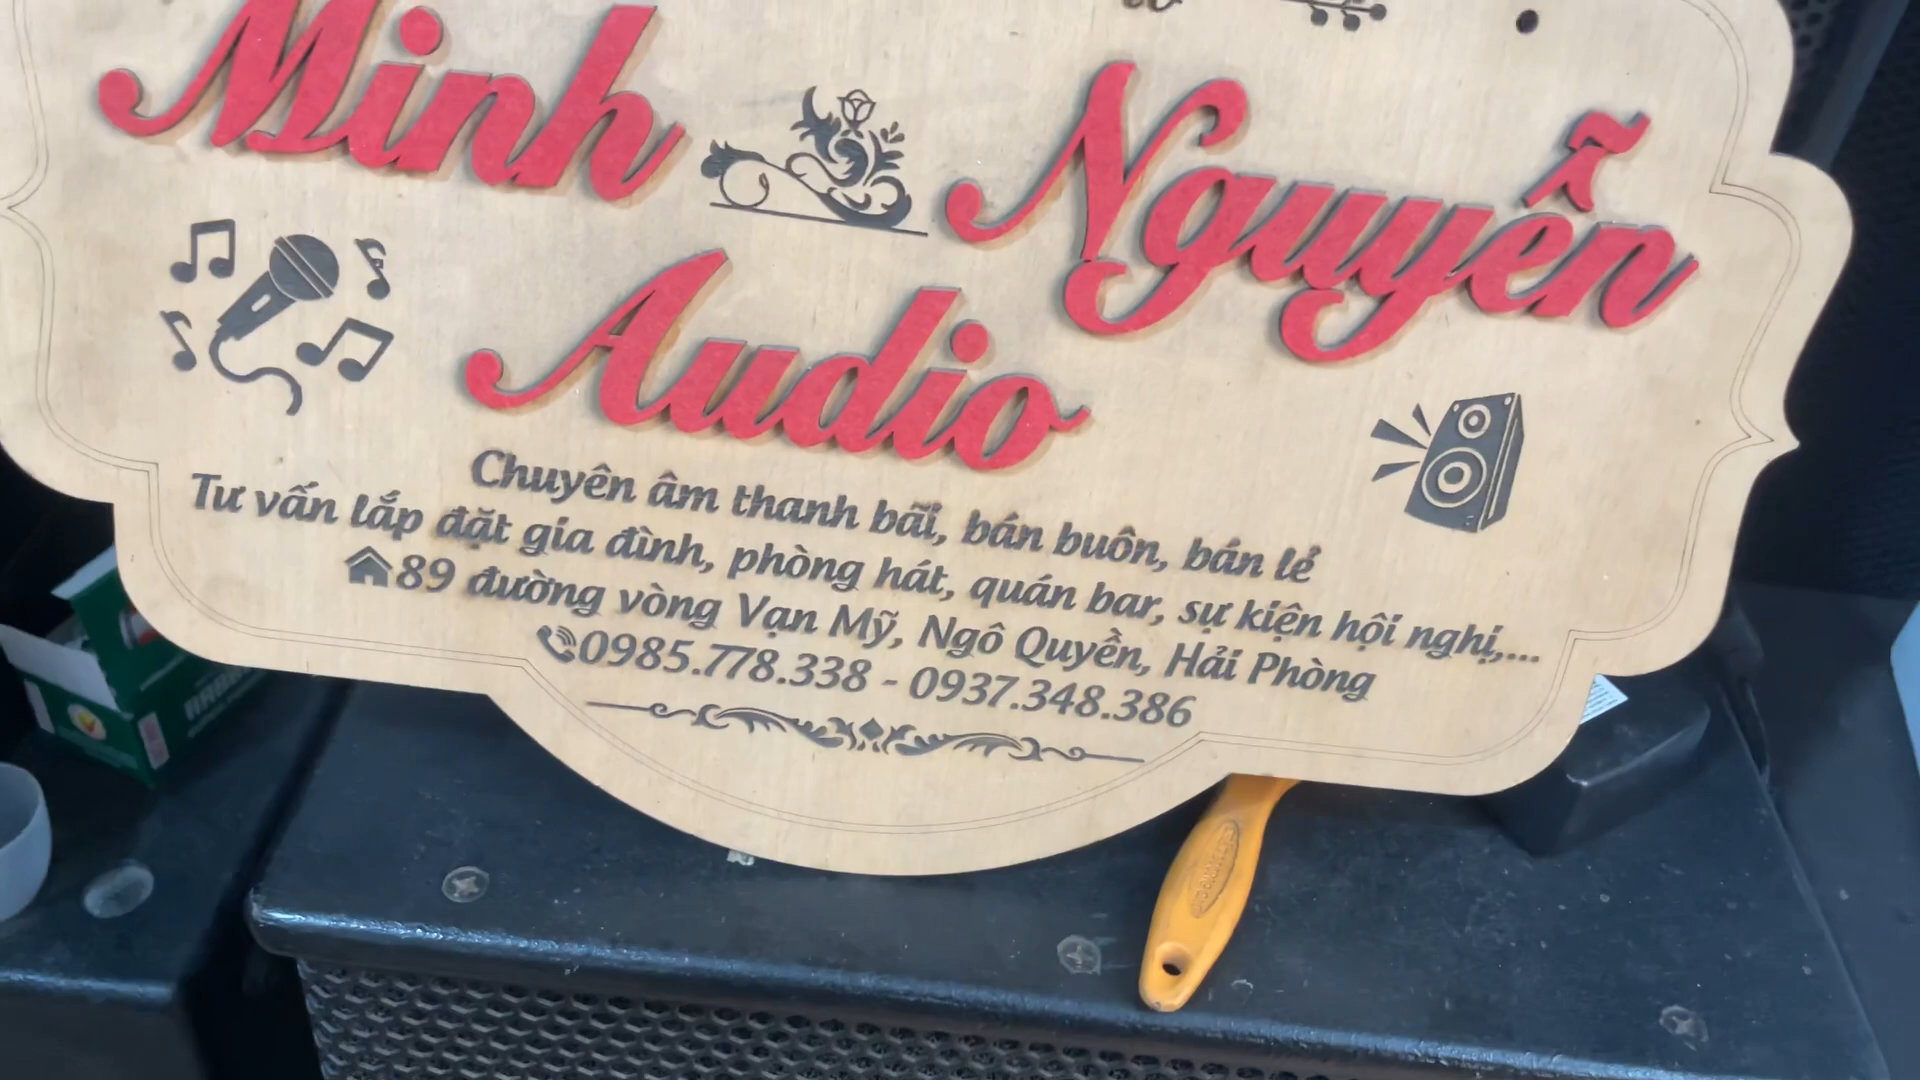 Minh Nguyễn
Audio
Chuyên âm thanh bãi, bán buôn, bán lẻ
Tư vấn lắp đặt gia đình, phòng hát, quán bar, sự kiện hội nghị,...
89 đường vòng Vạn Mỹ, Ngô Quyền, Hải Phòng
0985.778.338 - 0937.348.386